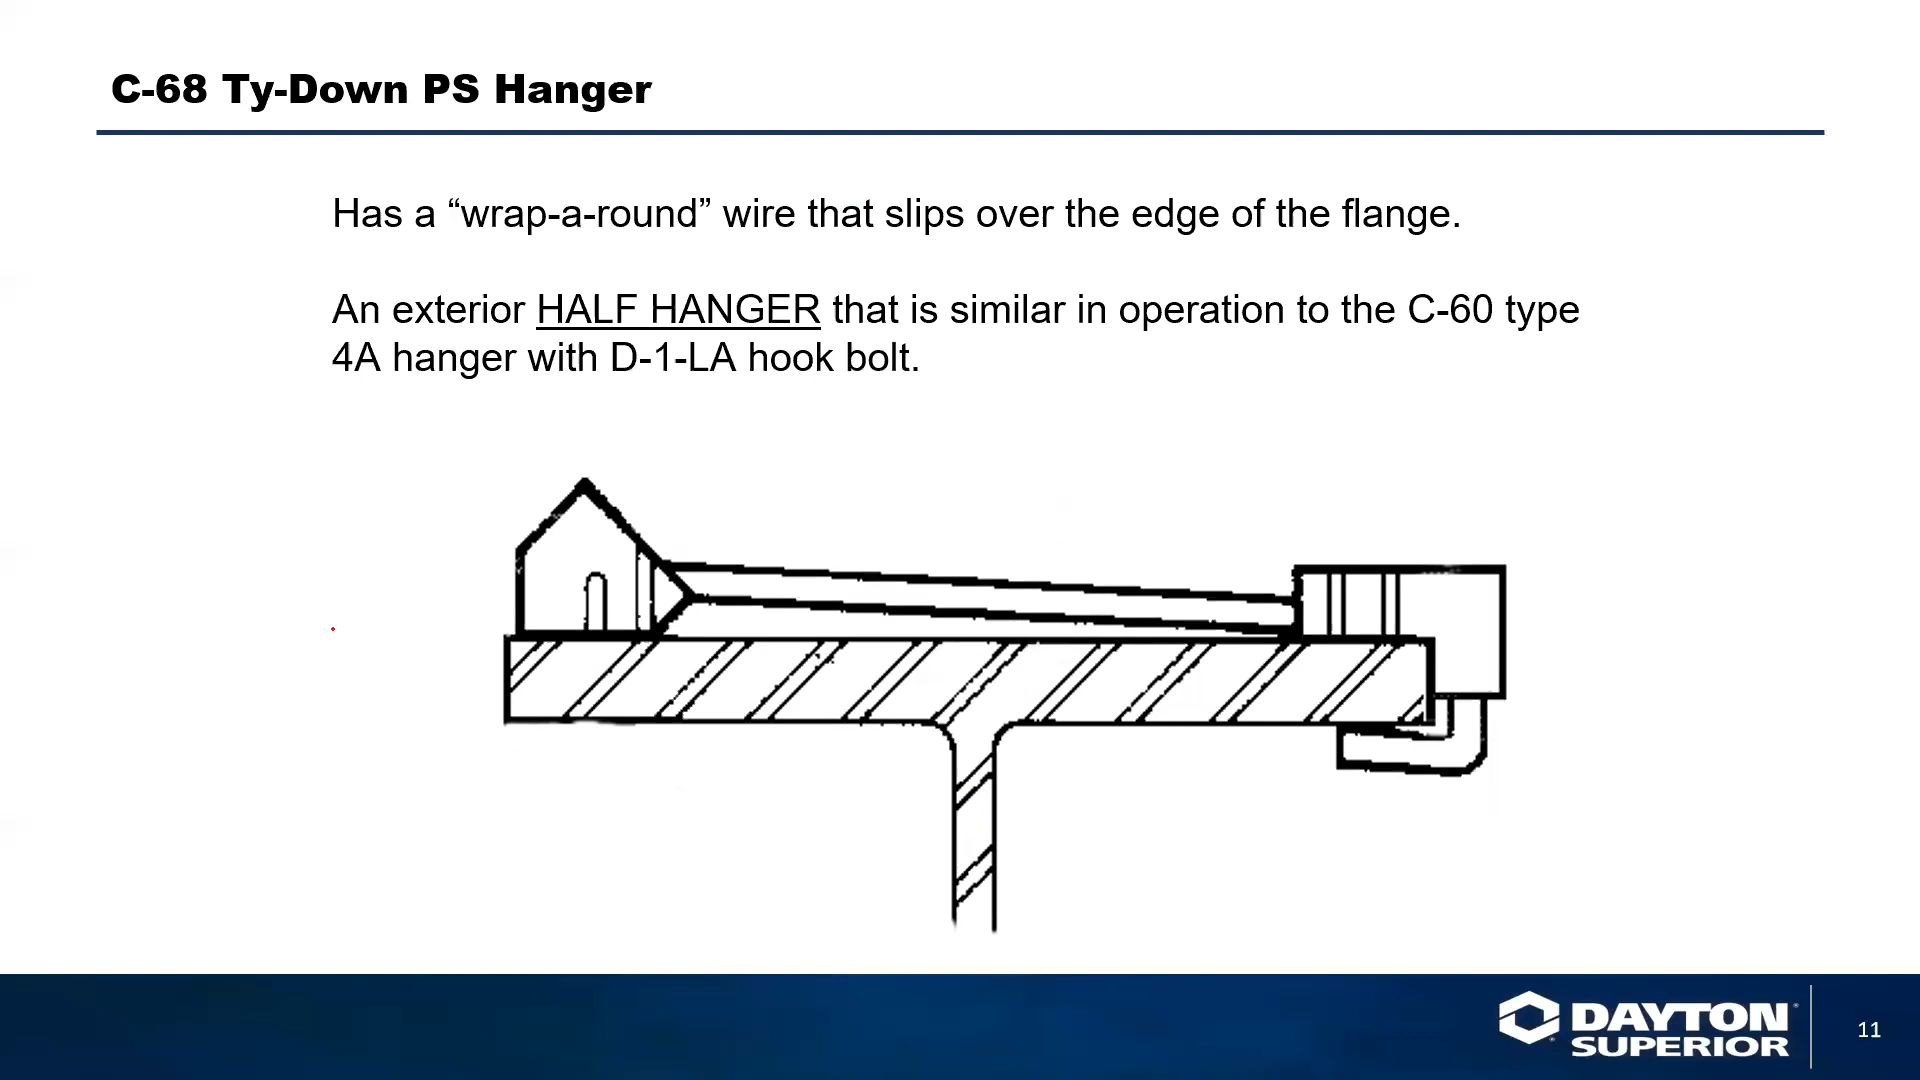 C-68 Ty-Down PS Hanger
Has a “wrap-a-round” wire that slips over the edge of the flange.
An exterior HALF HANGER that is similar in operation to the C-60 type
4A hanger with D-1-LA hook bolt.
DAYTON
SUPERIOR
11